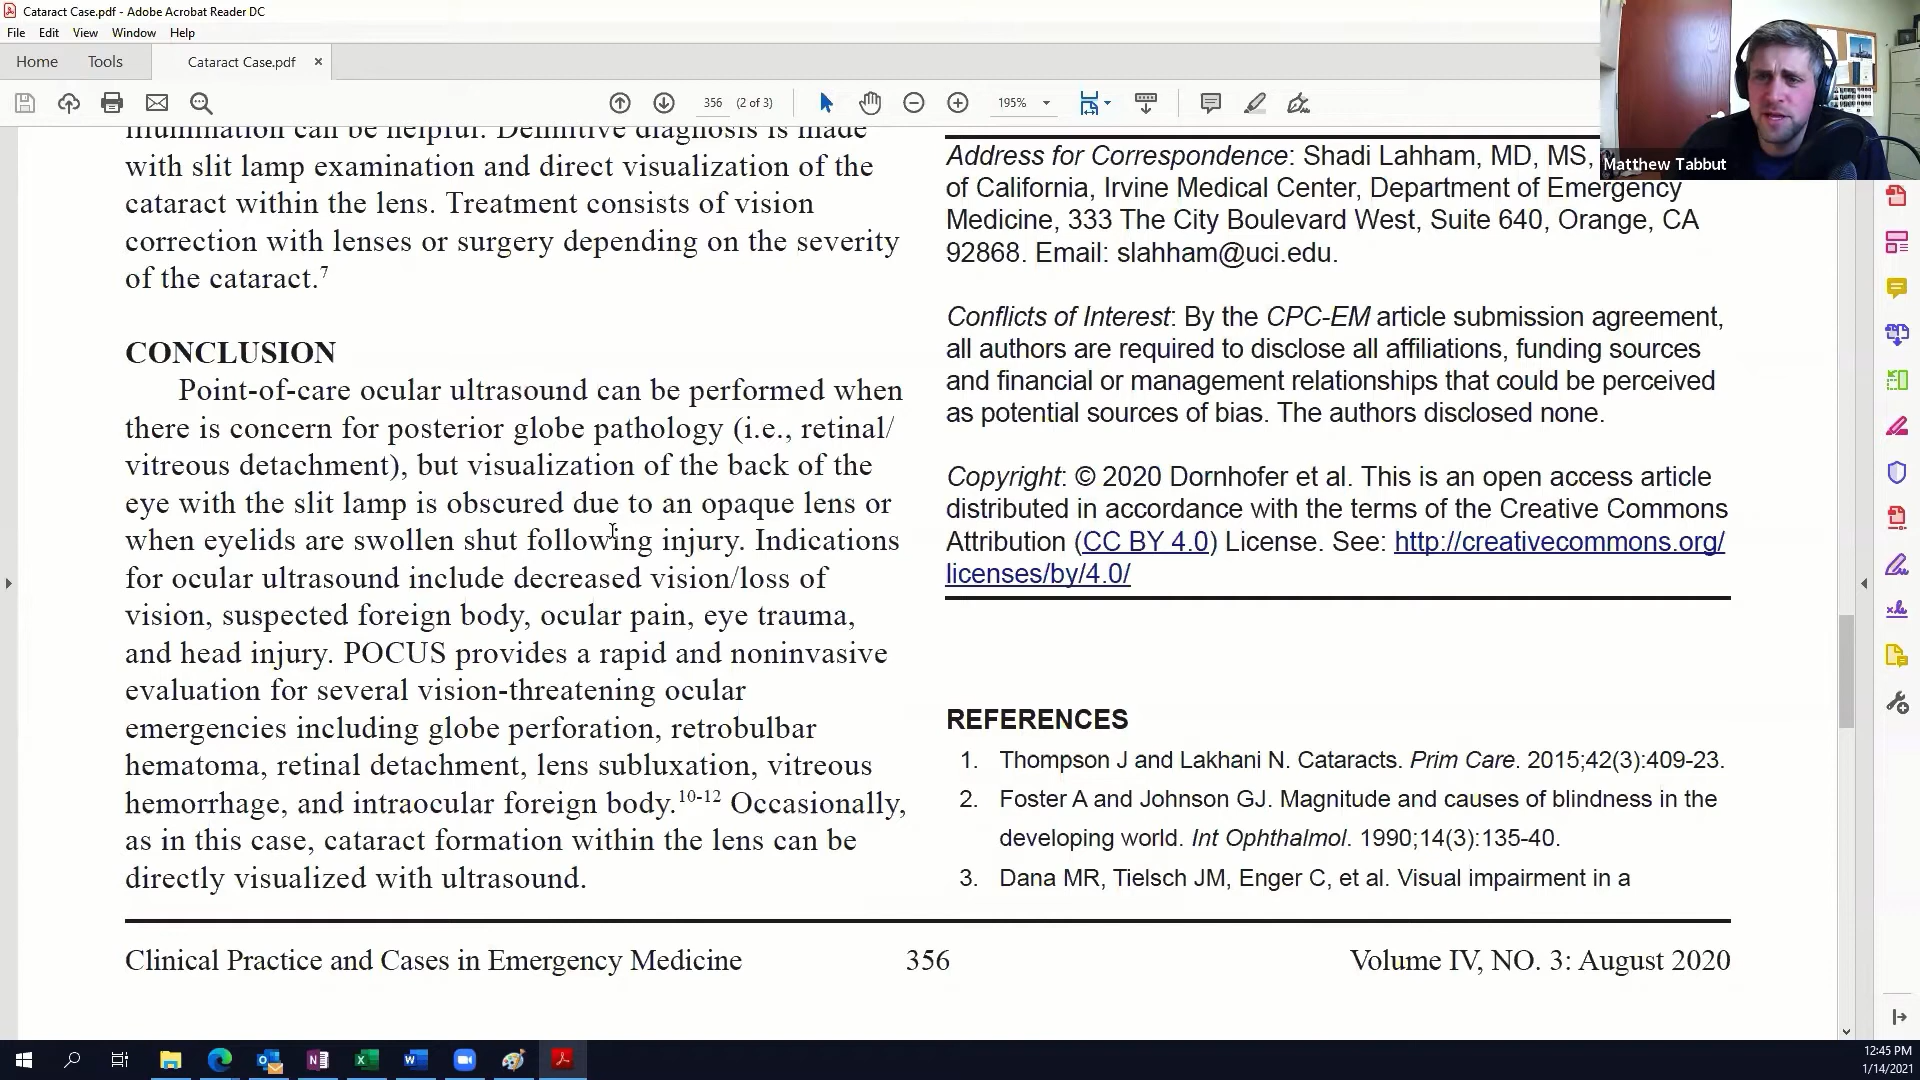 Cataract Case.pdf - Adobe Acrobat Reader DC
File Edit View Window Help
Home Tools Cataract Case.pdf ×
356 (2 of 3) 195%
Matthew Tabbut
illumination can be helpful. Definitive diagnosis is made
with slit lamp examination and direct visualization of the
cataract within the lens. Treatment consists of vision
correction with lenses or surgery depending on the severity
of the cataract.7
CONCLUSION
Point-of-care ocular ultrasound can be performed when
there is concern for posterior globe pathology (i.e., retinal/
vitreous detachment), but visualization of the back of the
eye with the slit lamp is obscured due to an opaque lens or
when eyelids are swollen shut following injury. Indications
for ocular ultrasound include decreased vision/loss of
vision, suspected foreign body, ocular pain, eye trauma,
and head injury. POCUS provides a rapid and noninvasive
evaluation for several vision-threatening ocular
emergencies including globe perforation, retrobulbar
hematoma, retinal detachment, lens subluxation, vitreous
hemorrhage, and intraocular foreign body.10-12 Occasionally,
as in this case, cataract formation within the lens can be
directly visualized with ultrasound.
Address for Correspondence: Shadi Lahham, MD, MS,
of California, Irvine Medical Center, Department of Emergency
Medicine, 333 The City Boulevard West, Suite 640, Orange, CA
92868. Email: slahham@uci.edu.
Conflicts of Interest: By the CPC-EM article submission agreement,
all authors are required to disclose all affiliations, funding sources
and financial or management relationships that could be perceived
as potential sources of bias. The authors disclosed none.
Copyright: © 2020 Dornhofer et al. This is an open access article
distributed in accordance with the terms of the Creative Commons
Attribution (CC BY 4.0) License. See: http://creativecommons.org/
licenses/by/4.0/
REFERENCES
1. Thompson J and Lakhani N. Cataracts. Prim Care. 2015;42(3):409-23.
2. Foster A and Johnson GJ. Magnitude and causes of blindness in the
developing world. Int Ophthalmol. 1990;14(3):135-40.
3. Dana MR, Tielsch JM, Enger C, et al. Visual impairment in a
Clinical Practice and Cases in Emergency Medicine 356 Volume IV, NO. 3: August 2020
12:45 PM
1/14/2021